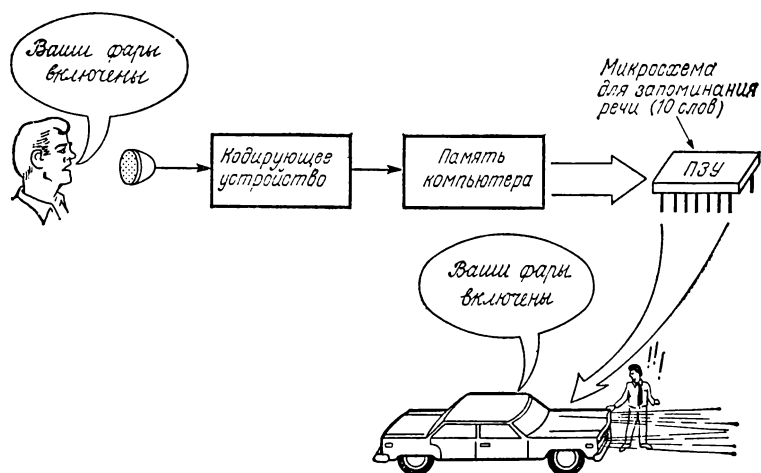 Ваши фары
включены
Микросхема
для запоминания
речи (10 слов)
Кодирующее
устройство
Память
компьютера
ПЗУ
Ваши фары
включены
!!!